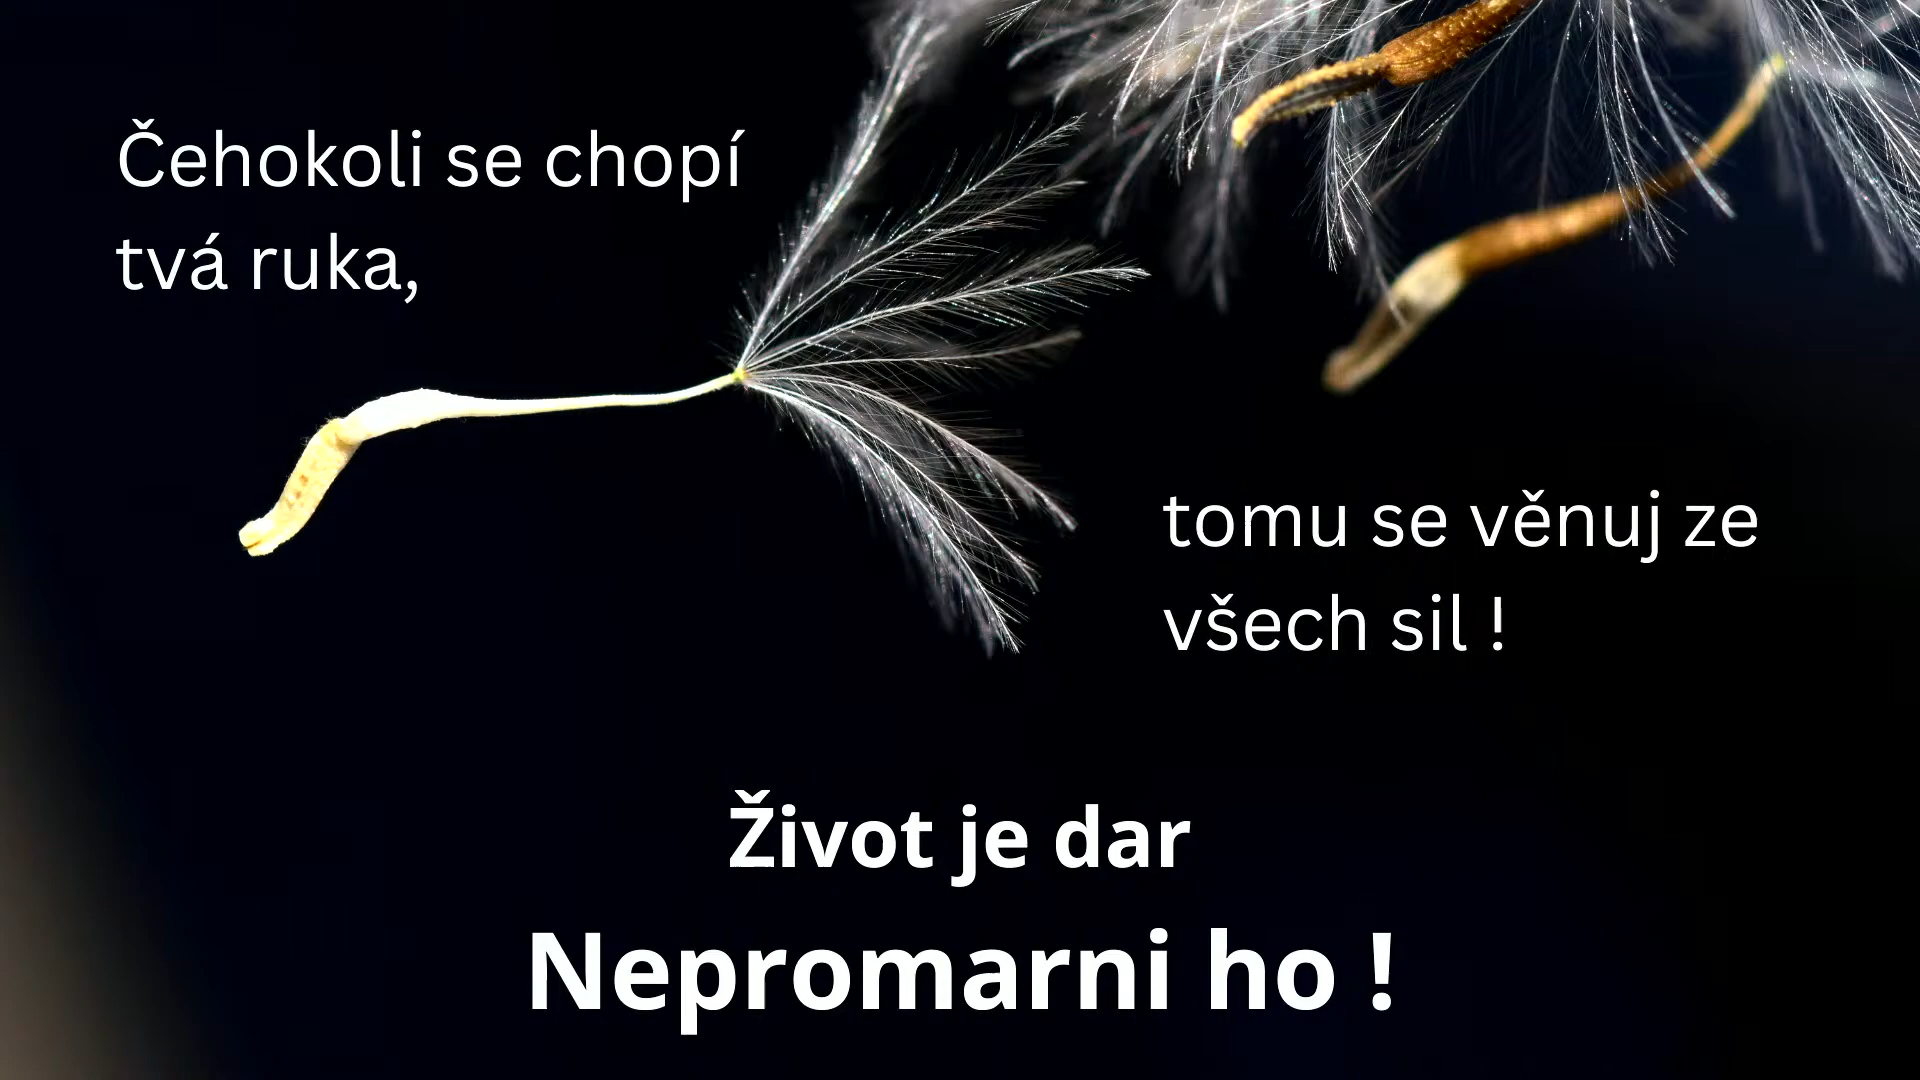 Čehokoli se chopí
tvá ruka,
tomu se věnuj ze
všech sil !
Život je dar
Nepromarni ho !